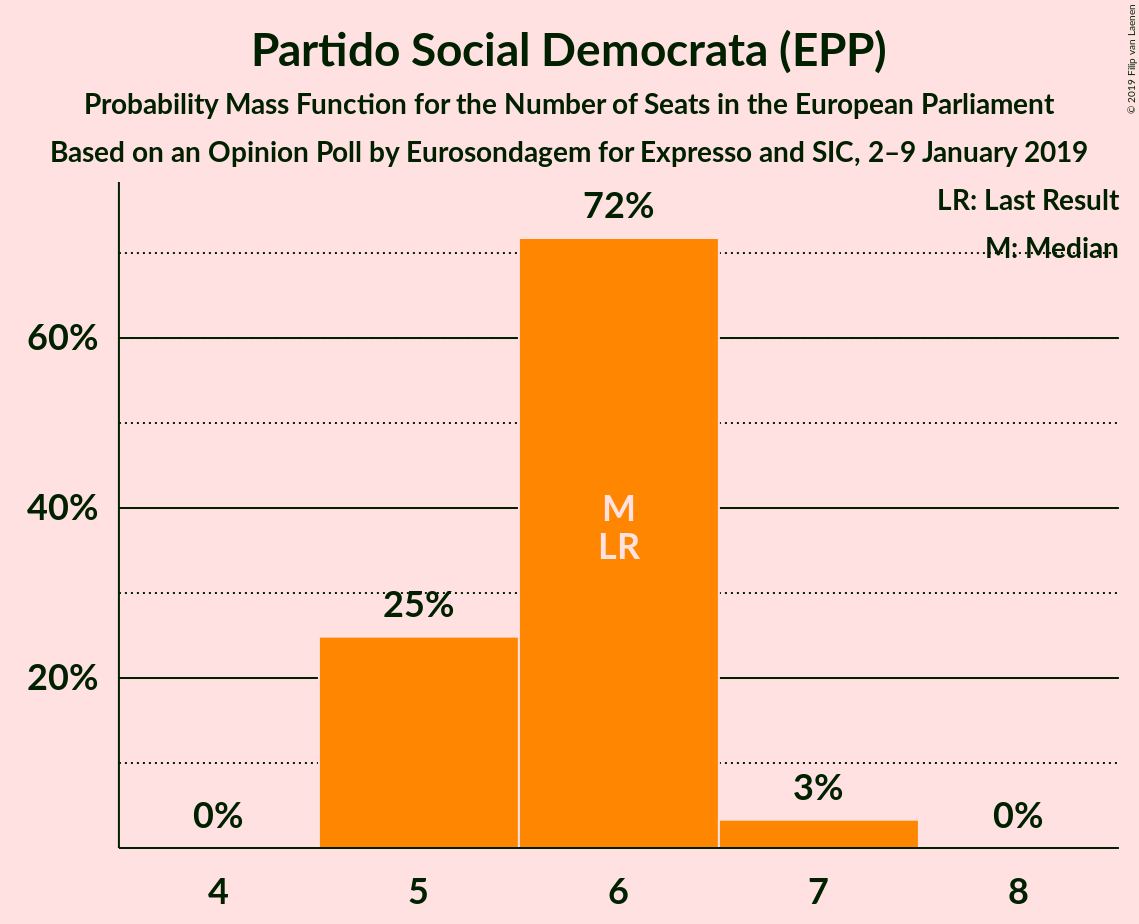 Partido Social Democrata (EPP)
Probability Mass Function for the Number of Seats in the European Parliament
Based on an Opinion Poll by Eurosondagem for Expresso and SIC, 2–9 January 2019
© 2019 Filip van Laenen
LR: Last Result
M: Median
72%
60%
40%
20%
M
LR
25%
0%
3%
0%
4 5 6 7 8